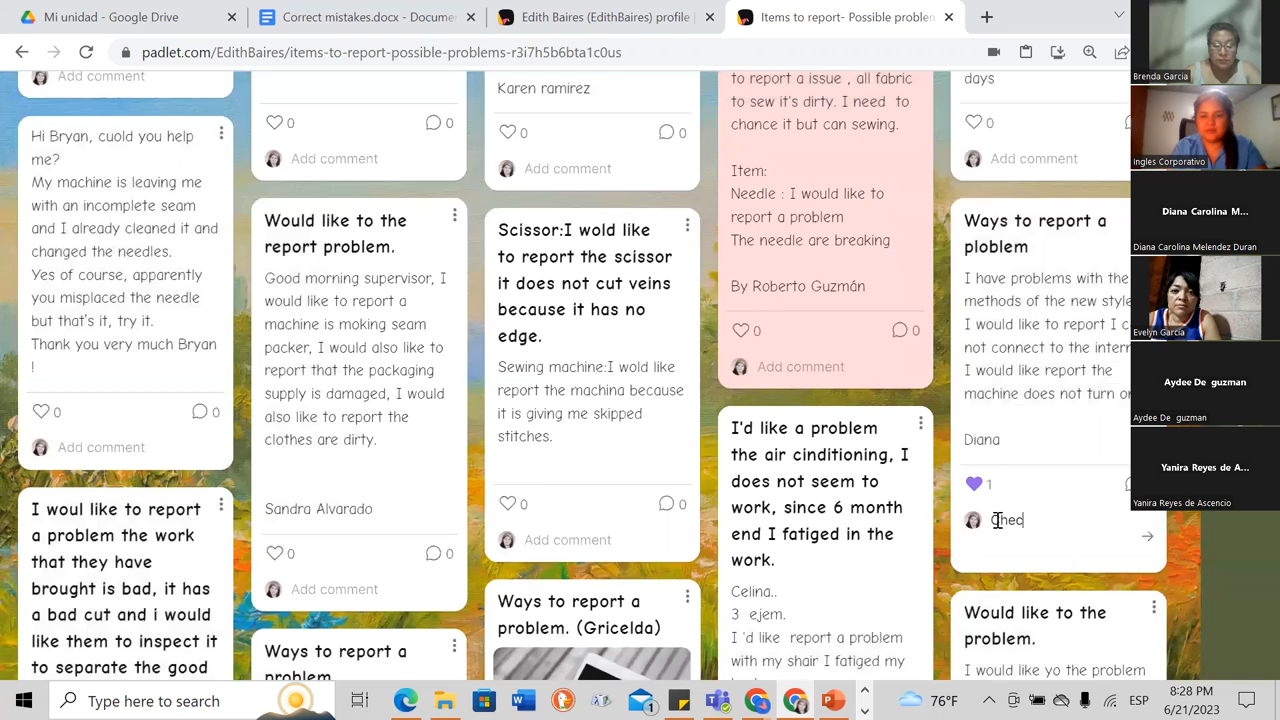 Mi unidad - Google Drive
Correct mistakes.docx - Docume
Edith Baires (EdithBaires) profile
Items to report- Possible problem
padlet.com/EdithBaires/items-to-report-possible-problems-r3i7h5b6bta1c0us
Add comment
Hi Bryan, cuold you help
me?
My machine is leaving me
with an incomplete seam
and I already cleaned it and
changed the needles.
Yes of course, apparently
you misplaced the needle
but that's it, try it.
Thank you very much Bryan
!
0
0
Add comment
I woul like to report
a problem the work
that they have
brought is bad, it has
a bad cut and i would
like them to inspect it
to separate the good
0
0
Add comment
Would like to the
report problem.
Good morning supervisor, I
would like to report a
machine is making seam
packer, I would also like to
report that the packaging
supply is damaged, I would
also like to report the
clothes are dirty.
Sandra Alvarado
0
0
Add comment
Ways to report a
problem
Karen ramirez
0
0
Add comment
Scissor:I wold like
to report the scissor
it does not cut veins
because it has no
edge.
Sewing machine:I wold like
report the machina because
it is giving me skipped
stitches.
0
0
Add comment
Ways to report a
problem. (Gricelda)
to report a issue , all fabric
to sew it's dirty. I need to
chance it but can sewing.
Item:
Needle : I would like to
report a problem
The needle are breaking
By Roberto Guzmán
0
0
Add comment
I'd like a problem
the air cinditioning, I
does not seem to
work, since 6 month
end I fatiged in the
work.
Celina..
3 ejem.
I 'd like report a problem
with my shair I fatiged my
days
0
Add comment
Ways to report a
ploblem
I have problems with the
methods of the new style
I would like to report I c
not connect to the intern
I would like report the
machine does not turn on
Diana
1
Chec
Would like to the
problem.
I would like yo the problem
Brenda Garcia
Ingles Corporativo
Diana Carolina M...
Diana Carolina Melendez Duran
Evelyn García
Aydee De guzman
Aydee De guzman
Yanira Reyes de A...
Yanira Reyes de Ascencio
Type here to search
76°F
ESP
8:28 PM
6/21/2023